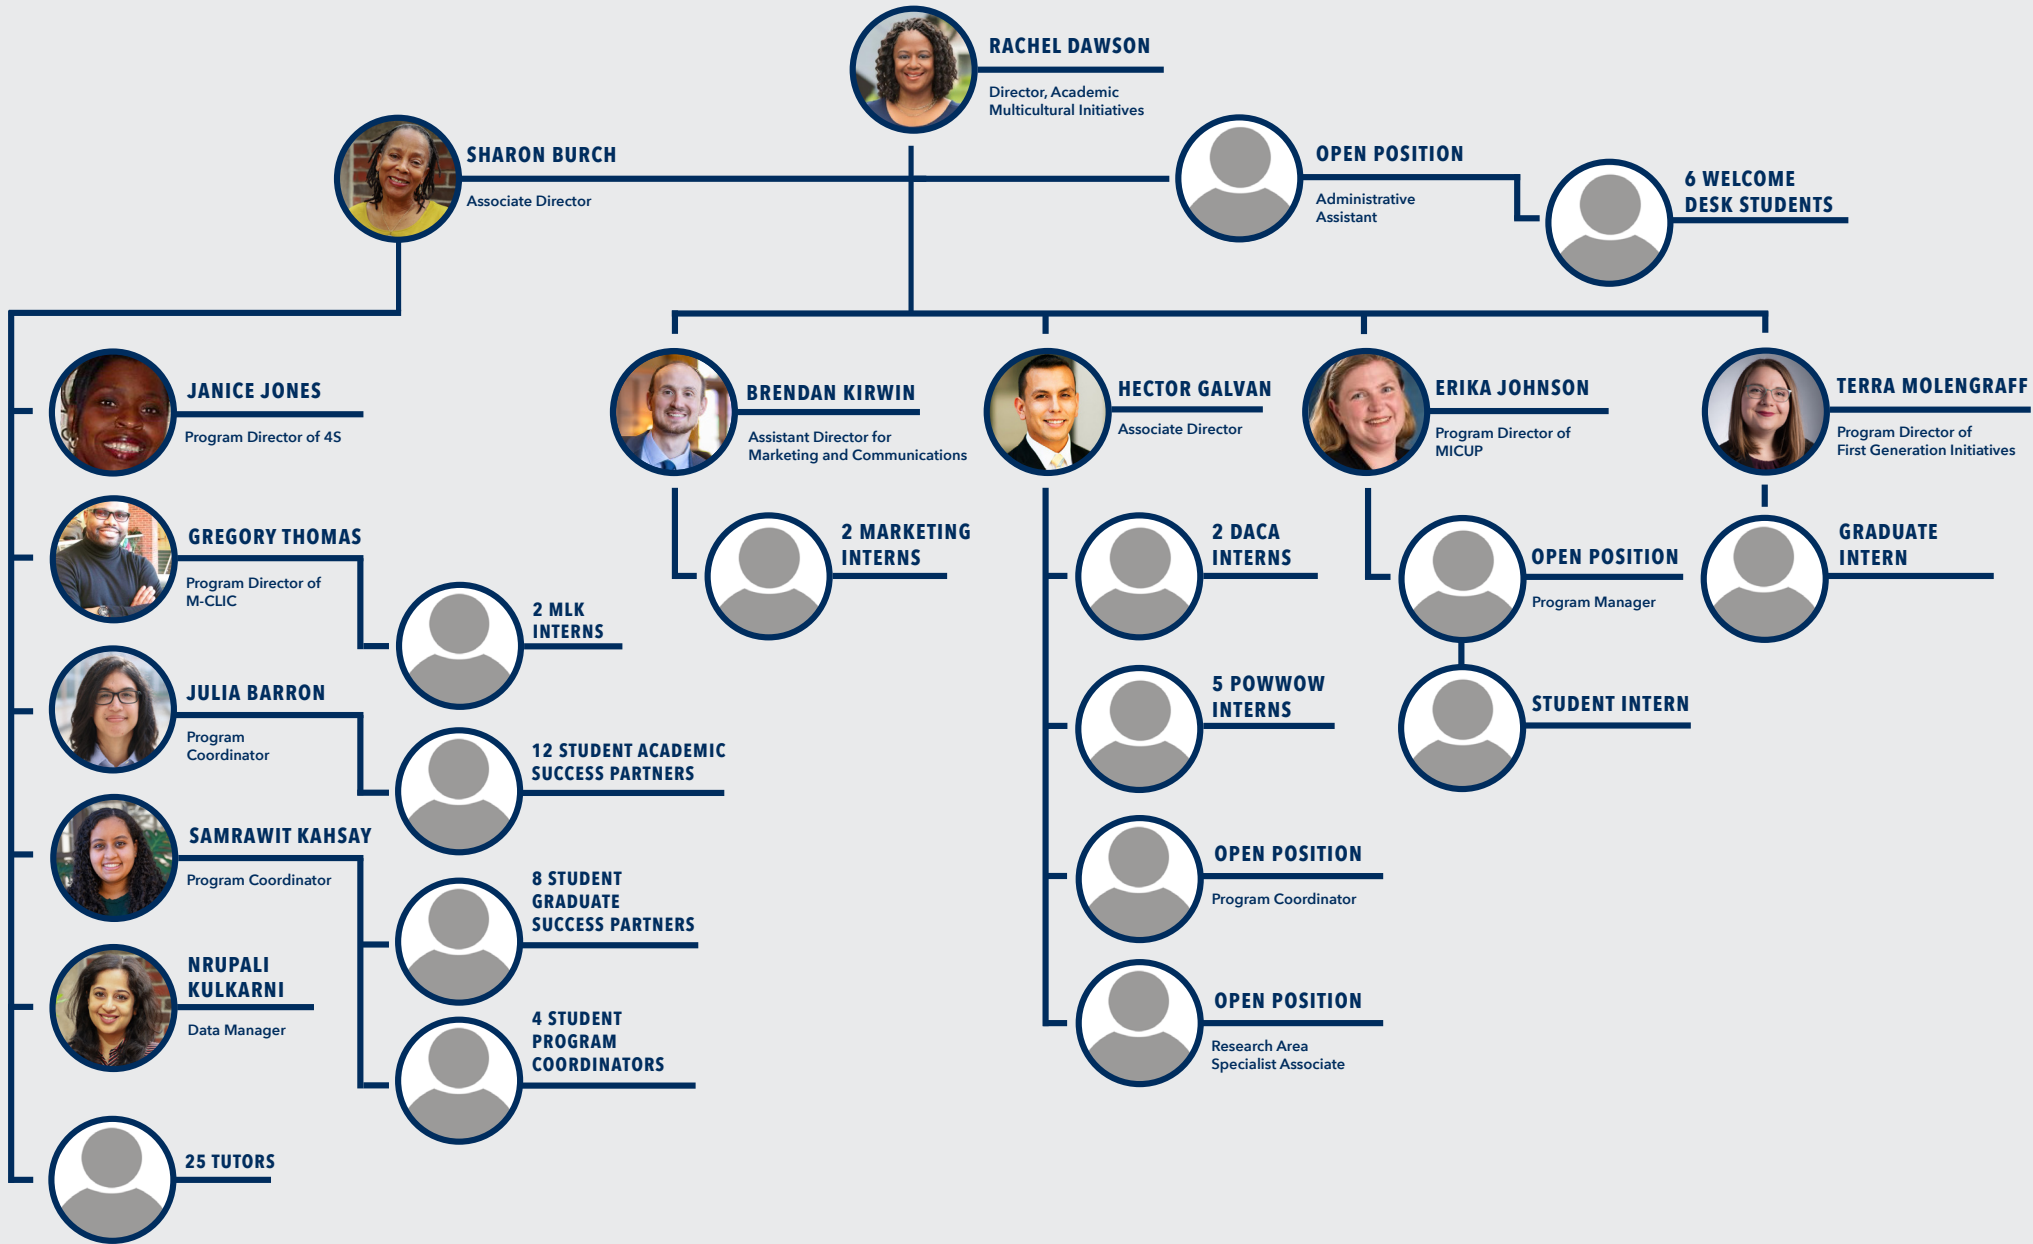 RACHEL DAWSON
Director, Academic
Multicultural Initiatives
SHARON BURCH
Associate Director
OPEN POSITION
Administrative
Assistant
6 WELCOME
DESK STUDENTS
JANICE JONES
Program Director of 4S
GREGORY THOMAS
Program Director of
M-CLIC
2 MLK
INTERNS
JULIA BARRON
Program
Coordinator
12 STUDENT ACADEMIC
SUCCESS PARTNERS
SAMRAWIT KAHSAY
Program Coordinator
8 STUDENT
GRADUATE
SUCCESS PARTNERS
4 STUDENT
PROGRAM
COORDINATORS
NRUPALI
KULKARNI
Data Manager
25 TUTORS
BRENDAN KIRWIN
Assistant Director for
Marketing and Communications
2 MARKETING
INTERNS
HECTOR GALVAN
Associate Director
2 DACA
INTERNS
5 POWWOW
INTERNS
OPEN POSITION
Program Coordinator
OPEN POSITION
Research Area
Specialist Associate
ERIKA JOHNSON
Program Director of
MICUP
OPEN POSITION
Program Manager
STUDENT INTERN
TERRA MOLENGRAFF
Program Director of
First Generation Initiatives
GRADUATE
INTERN